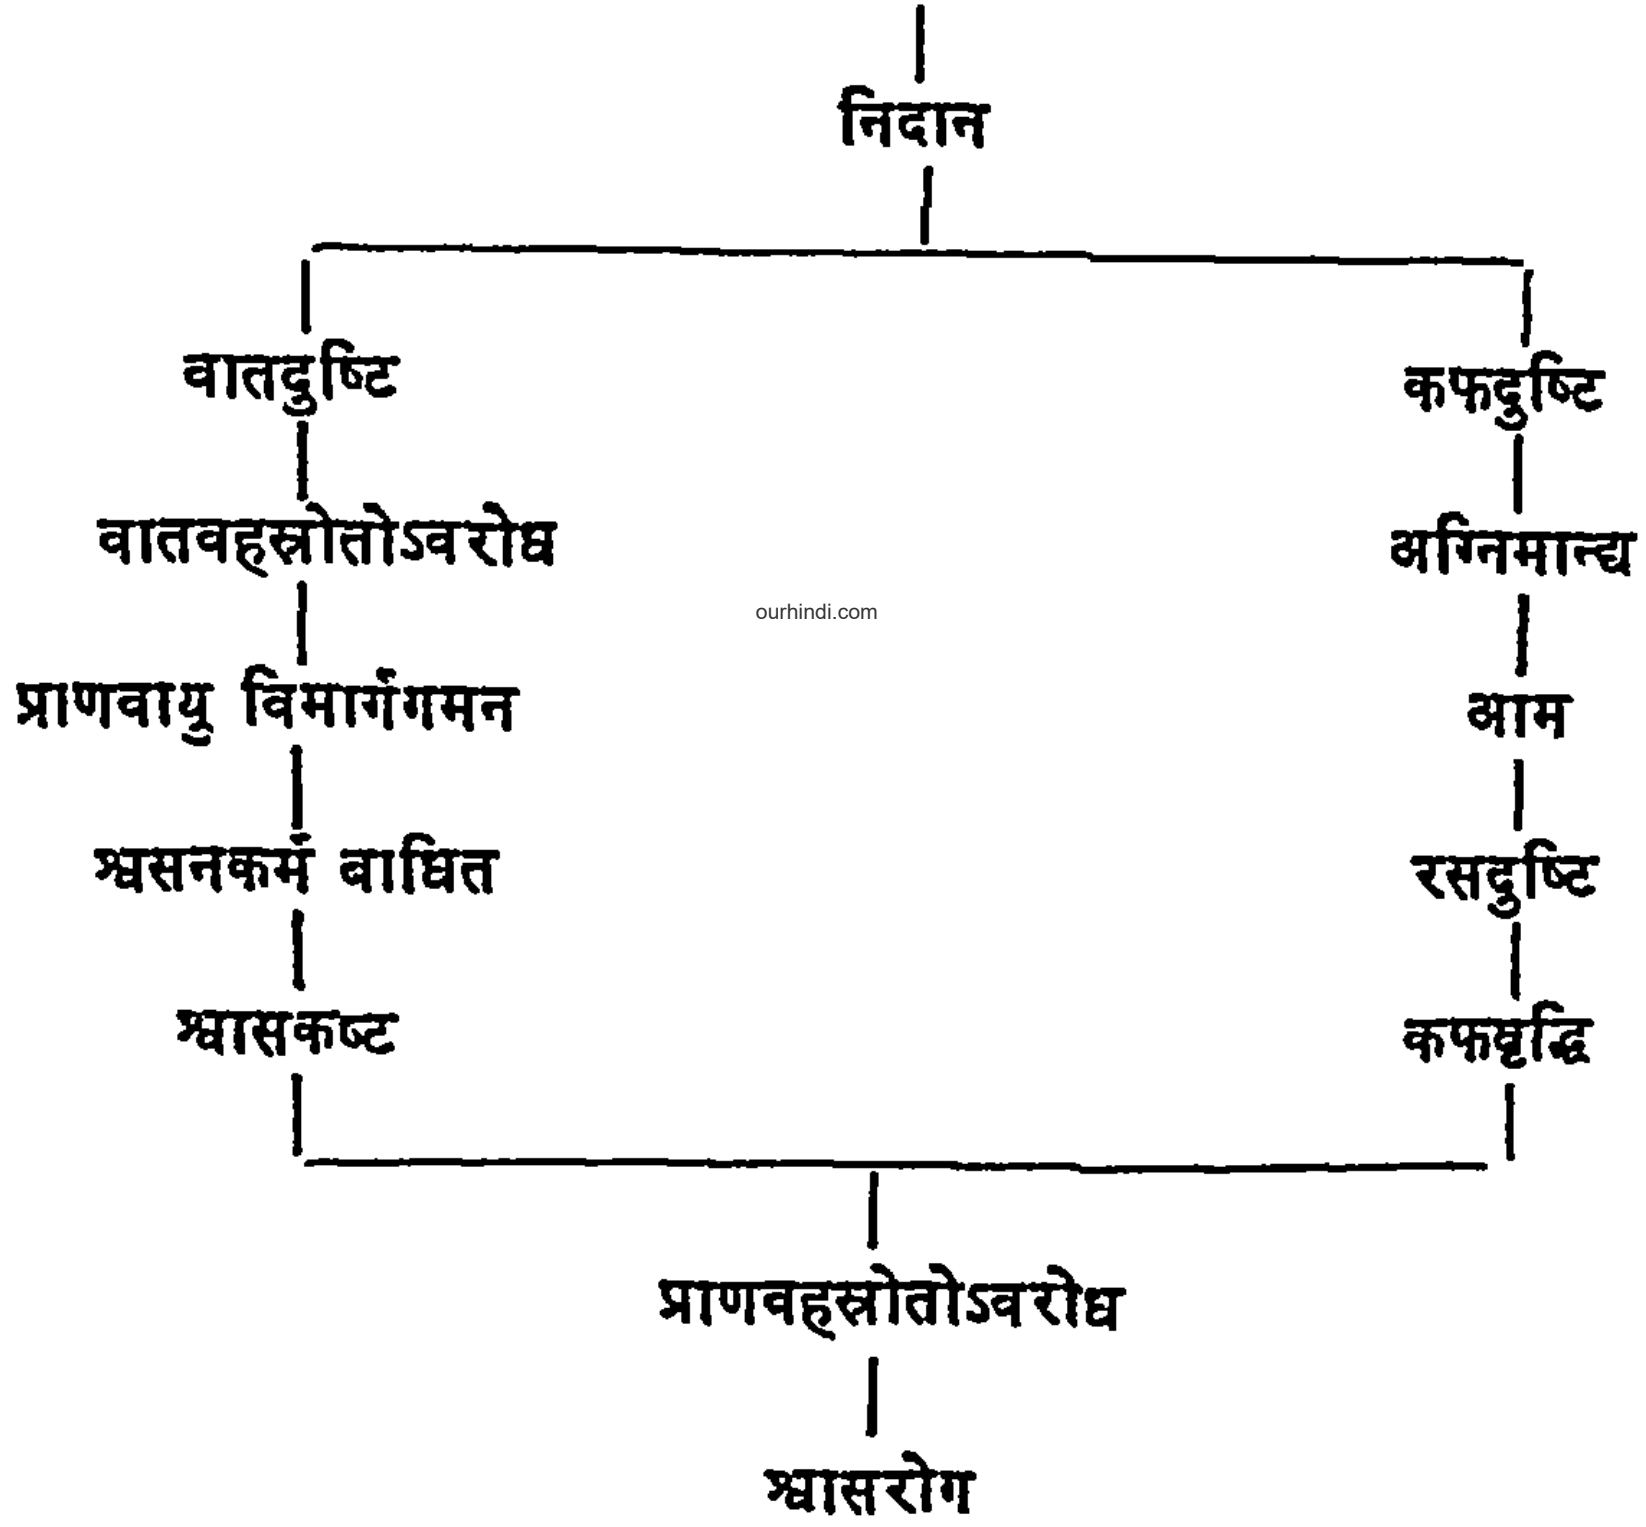 निदान
वातदुष्टि
कफदुष्टि
वातवहस्रोतोऽवरोध
अग्निमान्द्य
ourhindi.com
प्राणवायु विमार्गगमन
आम
श्वसनकर्म वाधित
रसदुष्टि
श्वासकष्ट
कफवृद्धि
प्राणवहस्रोतोऽवरोध
श्वासरोग